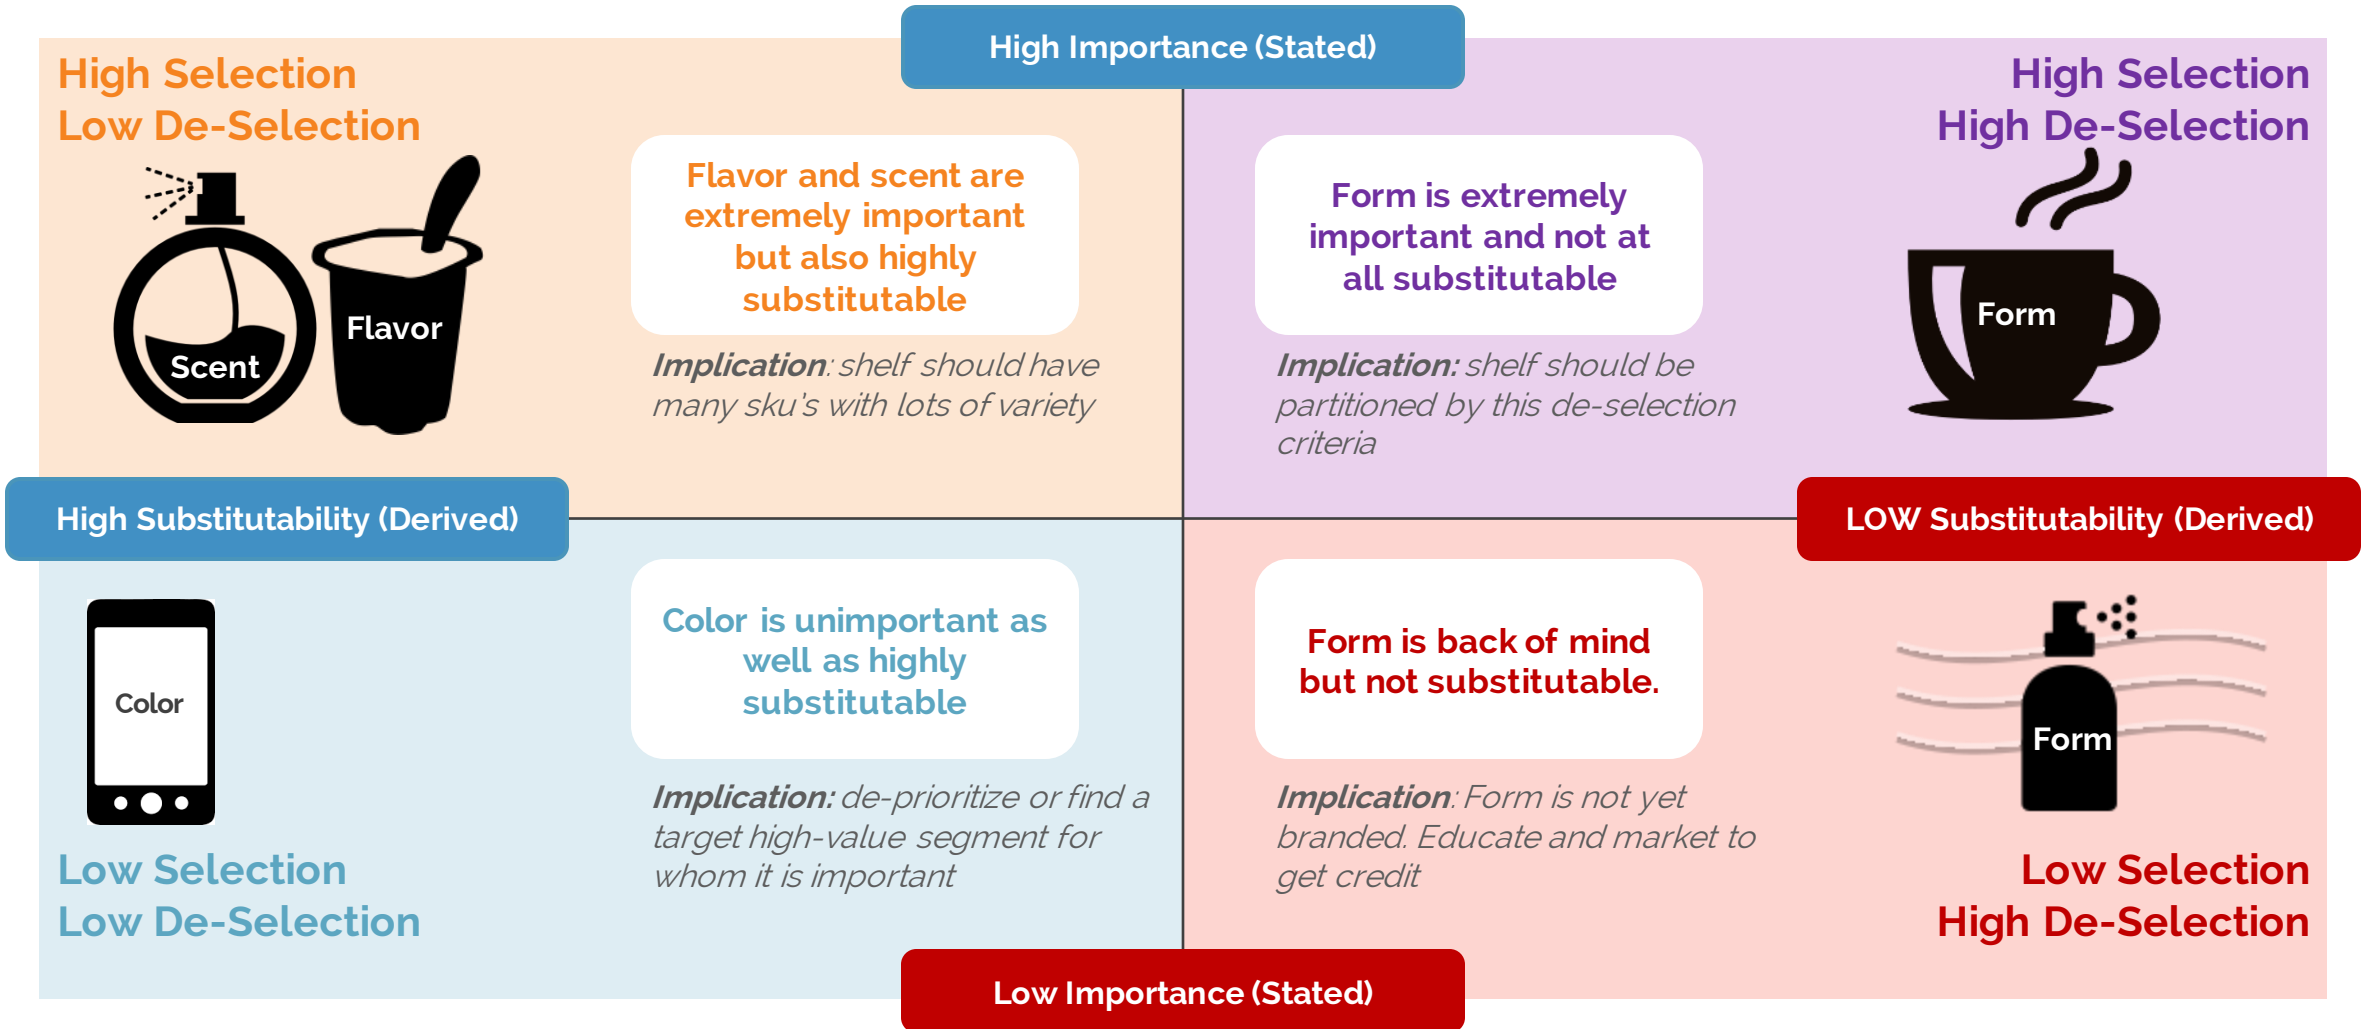 High Importance (Stated)
High Selection
Low De-Selection
Scent
Flavor
Flavor and scent are
extremely important
but also highly
substitutable
Implication: shelf should have
many sku's with lots of variety
High Selection
High De-Selection
Form is extremely
important and not at
all substitutable
Implication: shelf should be
partitioned by this de-selection
criteria
Form
High Substitutability (Derived)
LOW Substitutability (Derived)
Color
Color is unimportant as
well as highly
substitutable
Implication: de-prioritize or find a
target high-value segment for
whom it is important
Low Selection
Low De-Selection
Form is back of mind
but not substitutable.
Implication: Form is not yet
branded. Educate and market to
get credit
Form
Low Selection
High De-Selection
Low Importance (Stated)